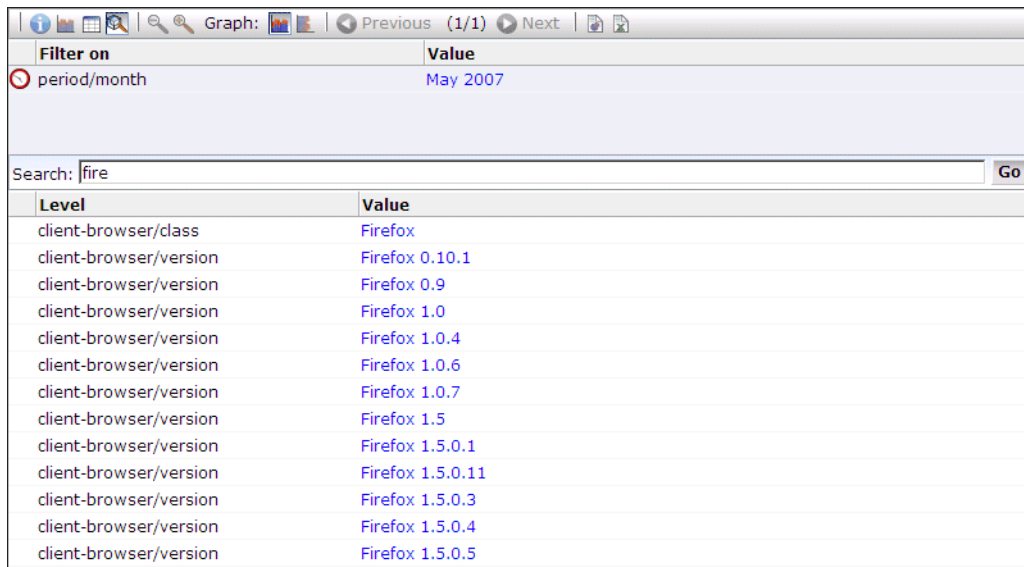 Graph: Previous (1/1) Next
Filter on Value
period/month May 2007
Search: fire Go
Level Value
client-browser/class Firefox
client-browser/version Firefox 0.10.1
client-browser/version Firefox 0.9
client-browser/version Firefox 1.0
client-browser/version Firefox 1.0.4
client-browser/version Firefox 1.0.6
client-browser/version Firefox 1.0.7
client-browser/version Firefox 1.5
client-browser/version Firefox 1.5.0.1
client-browser/version Firefox 1.5.0.11
client-browser/version Firefox 1.5.0.3
client-browser/version Firefox 1.5.0.4
client-browser/version Firefox 1.5.0.5